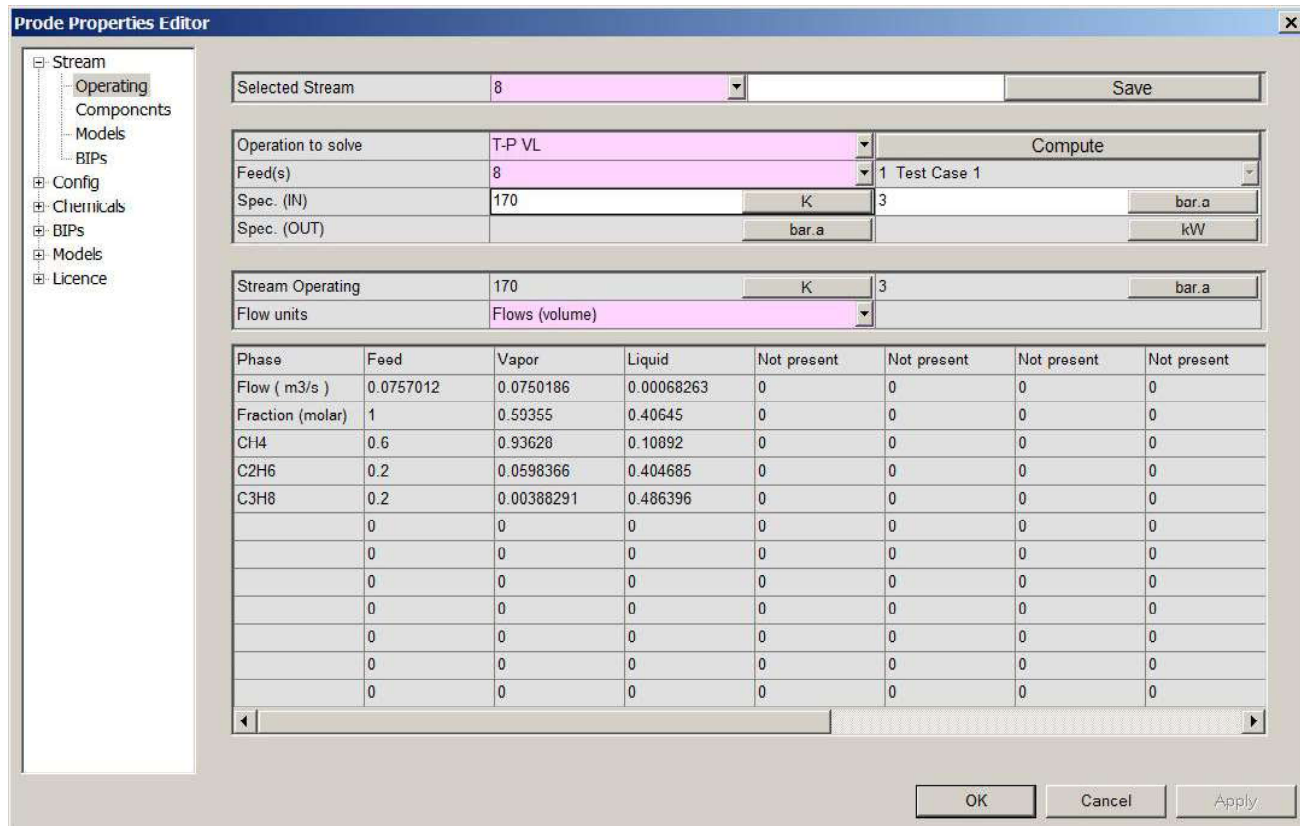 Prode Properties Editor
Stream
Operating
Components
Models
BIPs
Config
Chemicals
BIPs
Models
Licence
Selected Stream 8 Save
Operation to solve T-P VL Compute
Feed(s) 8 1 Test Case 1
Spec. (IN) 170 K 3 bar.a
Spec. (OUT) bar.a kW
Stream Operating 170 K 3 bar.a
Flow units Flows (volume)
Phase Feed Vapor Liquid Not present Not present Not present Not present
Flow ( m3/s ) 0.0757012 0.0750186 0.00068263 0 0 0 0
Fraction (molar) 1 0.59355 0.40645 0 0 0 0
CH4 0.6 0.93628 0.10892 0 0 0 0
C2H6 0.2 0.0598366 0.404685 0 0 0 0
C3H8 0.2 0.00388291 0.486396 0 0 0 0
0 0 0 0 0 0 0
0 0 0 0 0 0 0
0 0 0 0 0 0 0
0 0 0 0 0 0 0
0 0 0 0 0 0 0
0 0 0 0 0 0 0
0 0 0 0 0 0 0
OK Cancel Apply